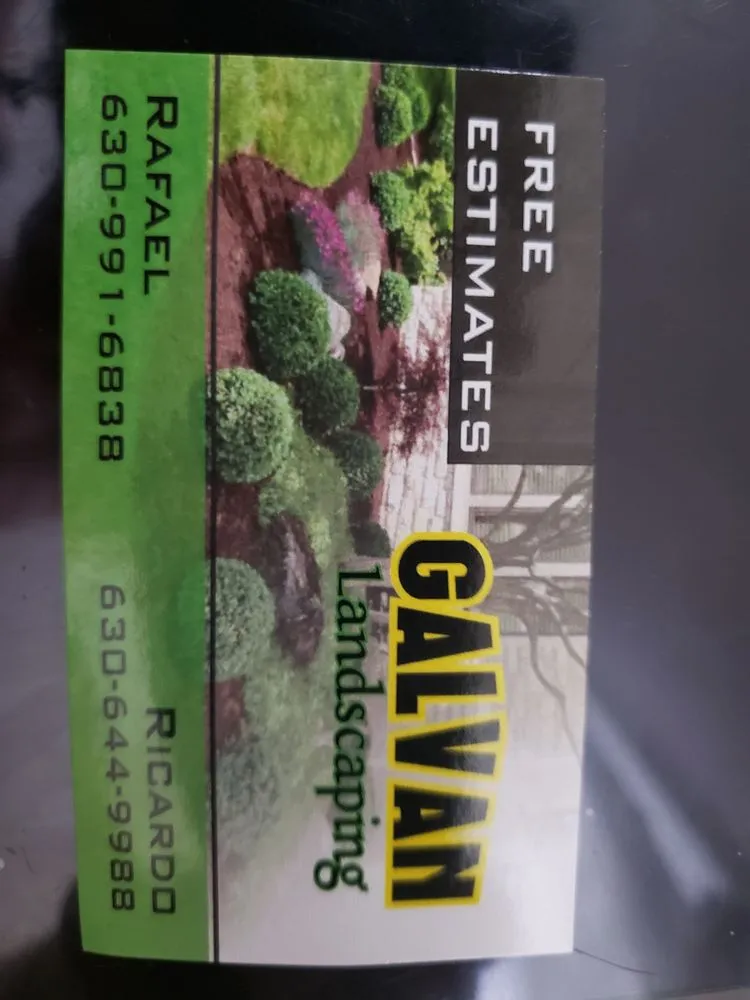 FREE
ESTIMATES
GALVAN
Landscaping
RAFAEL
630-991-6838
RICARDO
630-644-9988